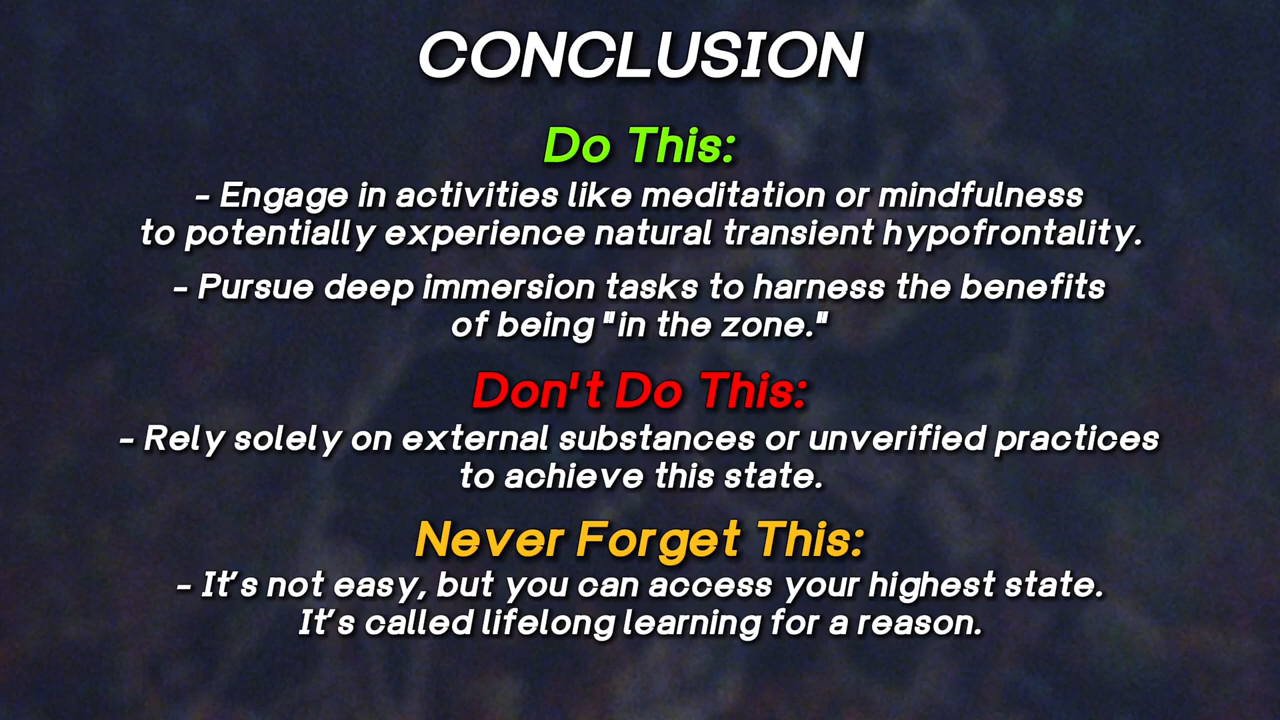 CONCLUSION
Do This:
- Engage in activities like meditation or mindfulness
to potentially experience natural transient hypofrontality.
- Pursue deep immersion tasks to harness the benefits
of being "in the zone."
Don't Do This:
- Rely solely on external substances or unverified practices
to achieve this state.
Never Forget This:
- It’s not easy, but you can access your highest state.
It’s called lifelong learning for a reason.